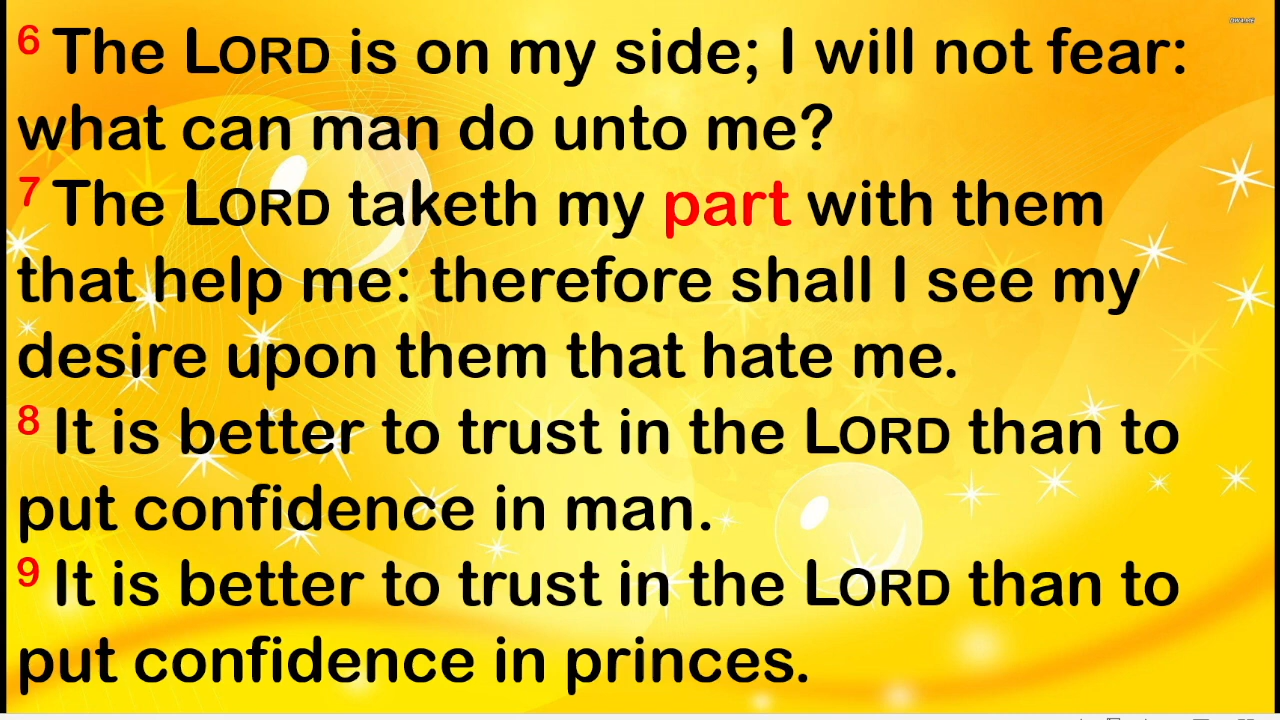 6 The LORD is on my side; I will not fear:
what can man do unto me?
7 The LORD taketh my part with them
that help me: therefore shall I see my
desire upon them that hate me.
8 It is better to trust in the LORD than to
put confidence in man.
9 It is better to trust in the LORD than to
put confidence in princes.